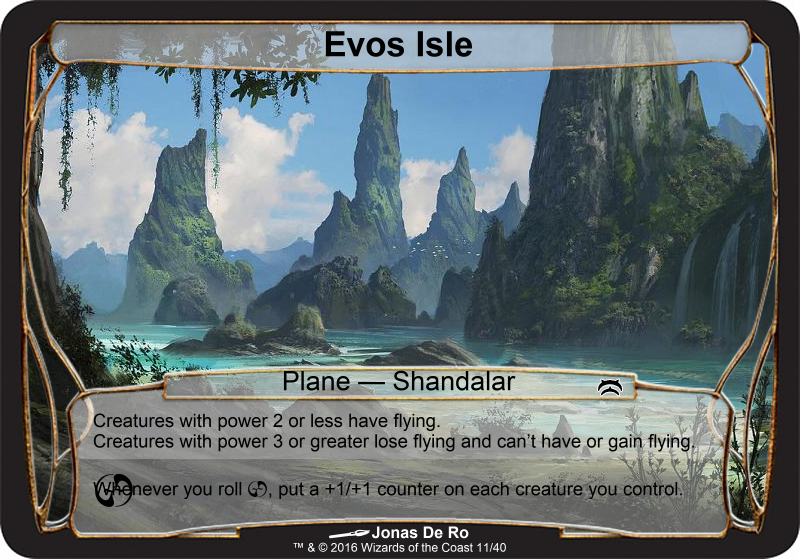 Evos Isle
Plane — Shandalar
Creatures with power 2 or less have flying.
Creatures with power 3 or greater lose flying and can't have or gain flying.
Whenever you roll , put a +1/+1 counter on each creature you control.
Jonas De Ro
™ & © 2016 Wizards of the Coast 11/40